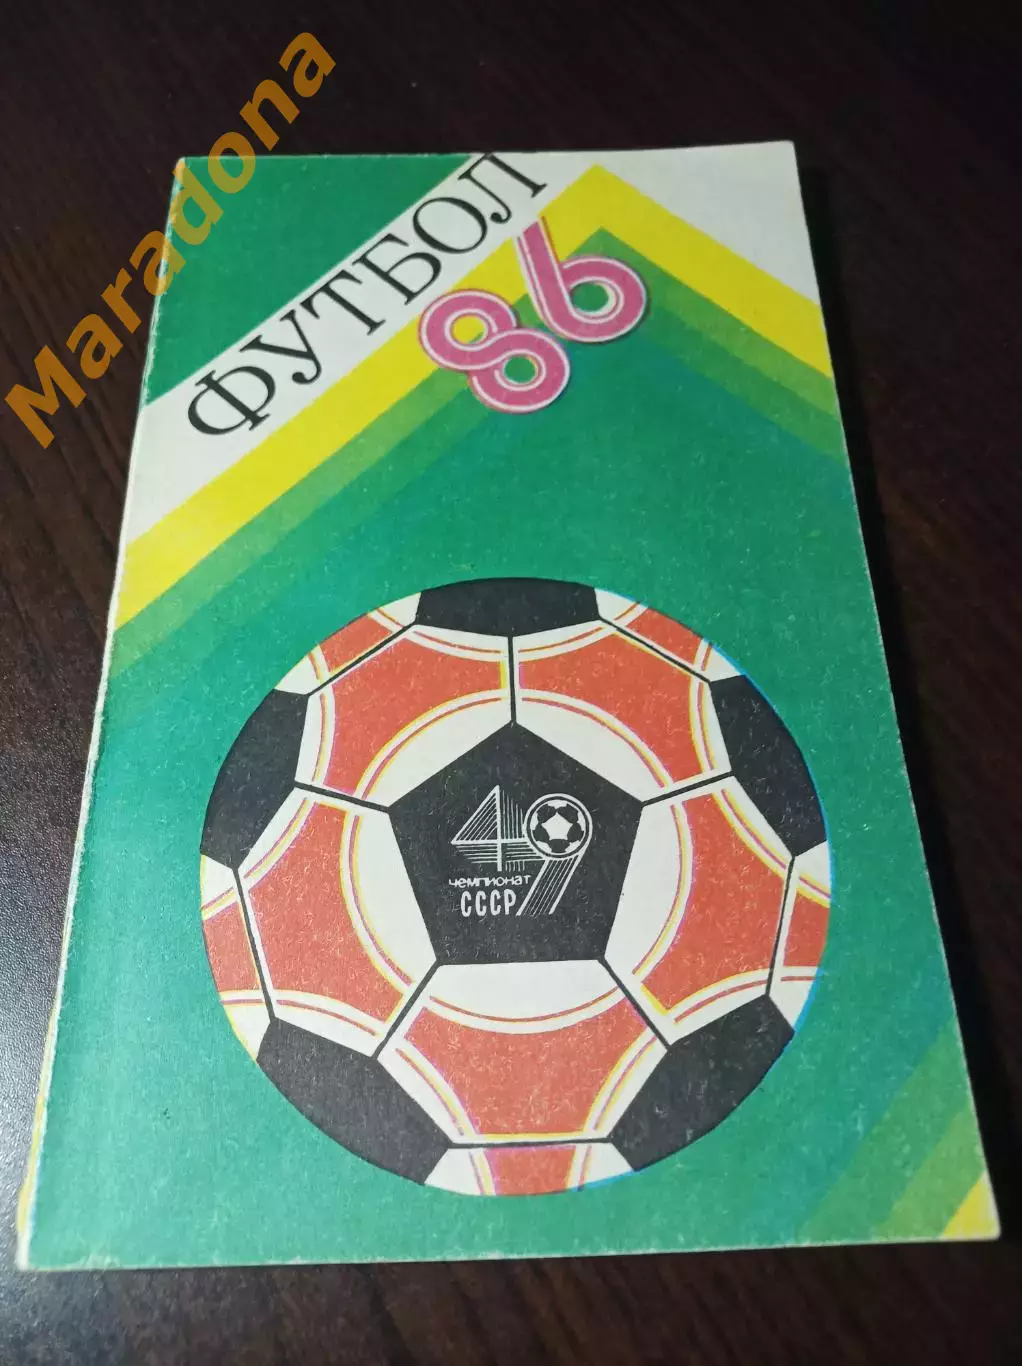 Maradona
ФУТБОЛ
86
49
чемпионат
СССР